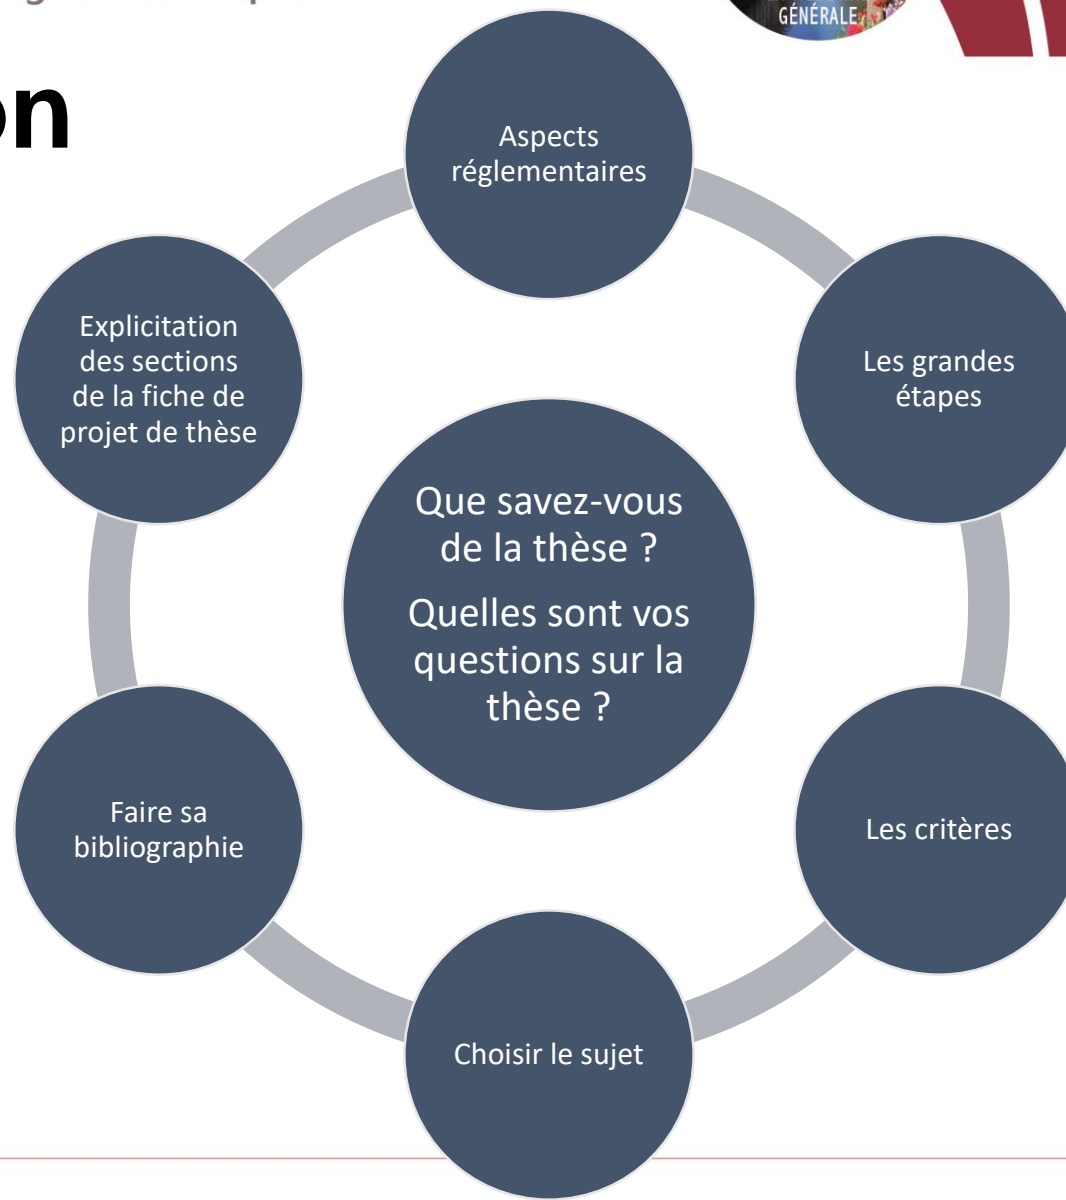 GÉNÉRALE
on
Aspects
réglementaires
Les grandes
étapes
Les critères
Choisir le sujet
Faire sa
bibliographie
Explicitation
des sections
de la fiche de
projet de thèse
Que savez-vous
de la thèse ?
Quelles sont vos
questions sur la
thèse ?